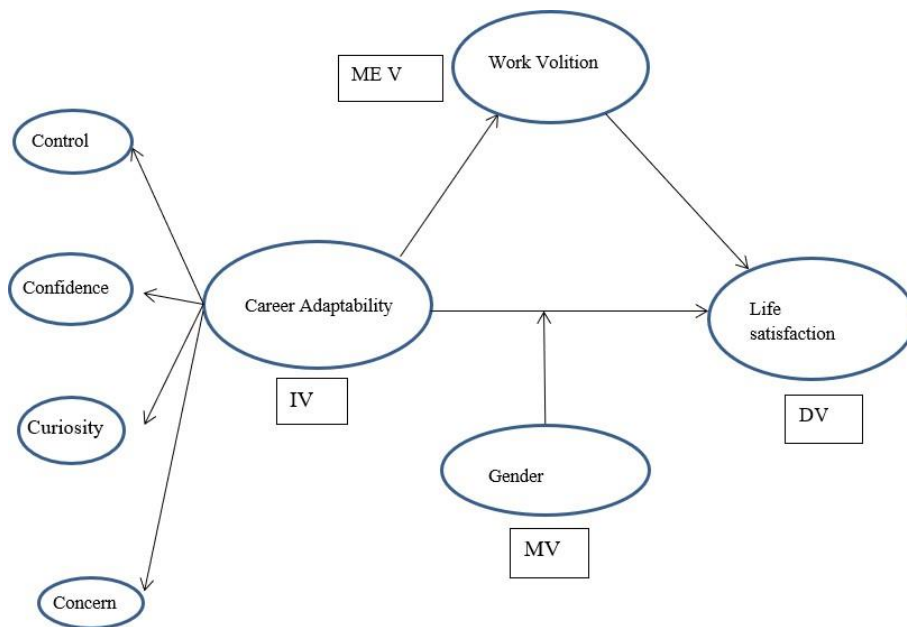 ME V
Work Volition
Control
Confidence
Career Adaptability
Life
satisfaction
IV
DV
Curiosity
Gender
MV
Concern